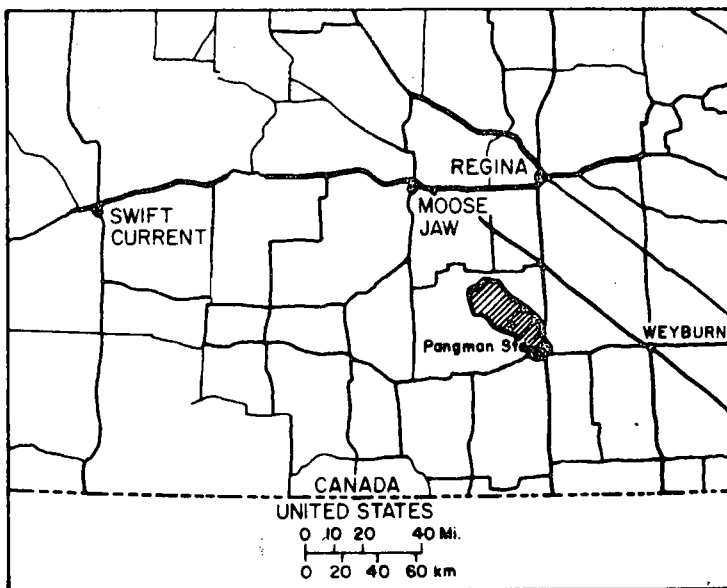 REGINA
SWIFT
CURRENT
MOOSE
JAW
WEYBURN
Pangman
CANADA
UNITED STATES
0 10 20 40 Mi.
0 20 40 60 km